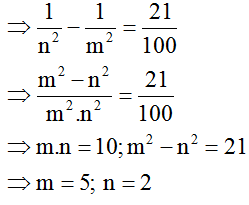 ⇒ 1/n² − 1/m² = 21/100
⇒ (m² − n²)/(m².n²) = 21/100
⇒ m.n = 10; m² − n² = 21
⇒ m = 5; n = 2